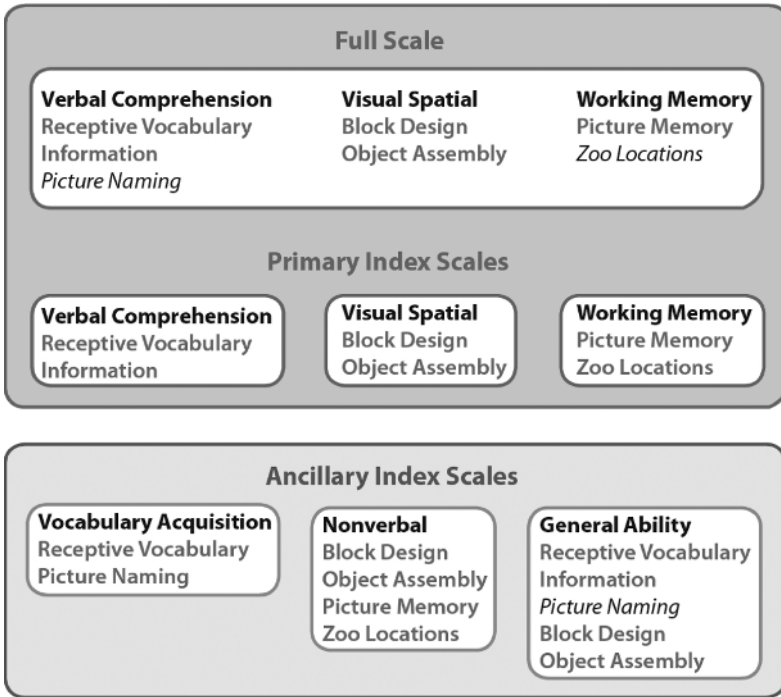 Full Scale
Verbal Comprehension
Receptive Vocabulary
Information
Picture Naming
Visual Spatial
Block Design
Object Assembly
Working Memory
Picture Memory
Zoo Locations
Primary Index Scales
Verbal Comprehension
Receptive Vocabulary
Information
Visual Spatial
Block Design
Object Assembly
Working Memory
Picture Memory
Zoo Locations
Ancillary Index Scales
Vocabulary Acquisition
Receptive Vocabulary
Picture Naming
Nonverbal
Block Design
Object Assembly
Picture Memory
Zoo Locations
General Ability
Receptive Vocabulary
Information
Picture Naming
Block Design
Object Assembly